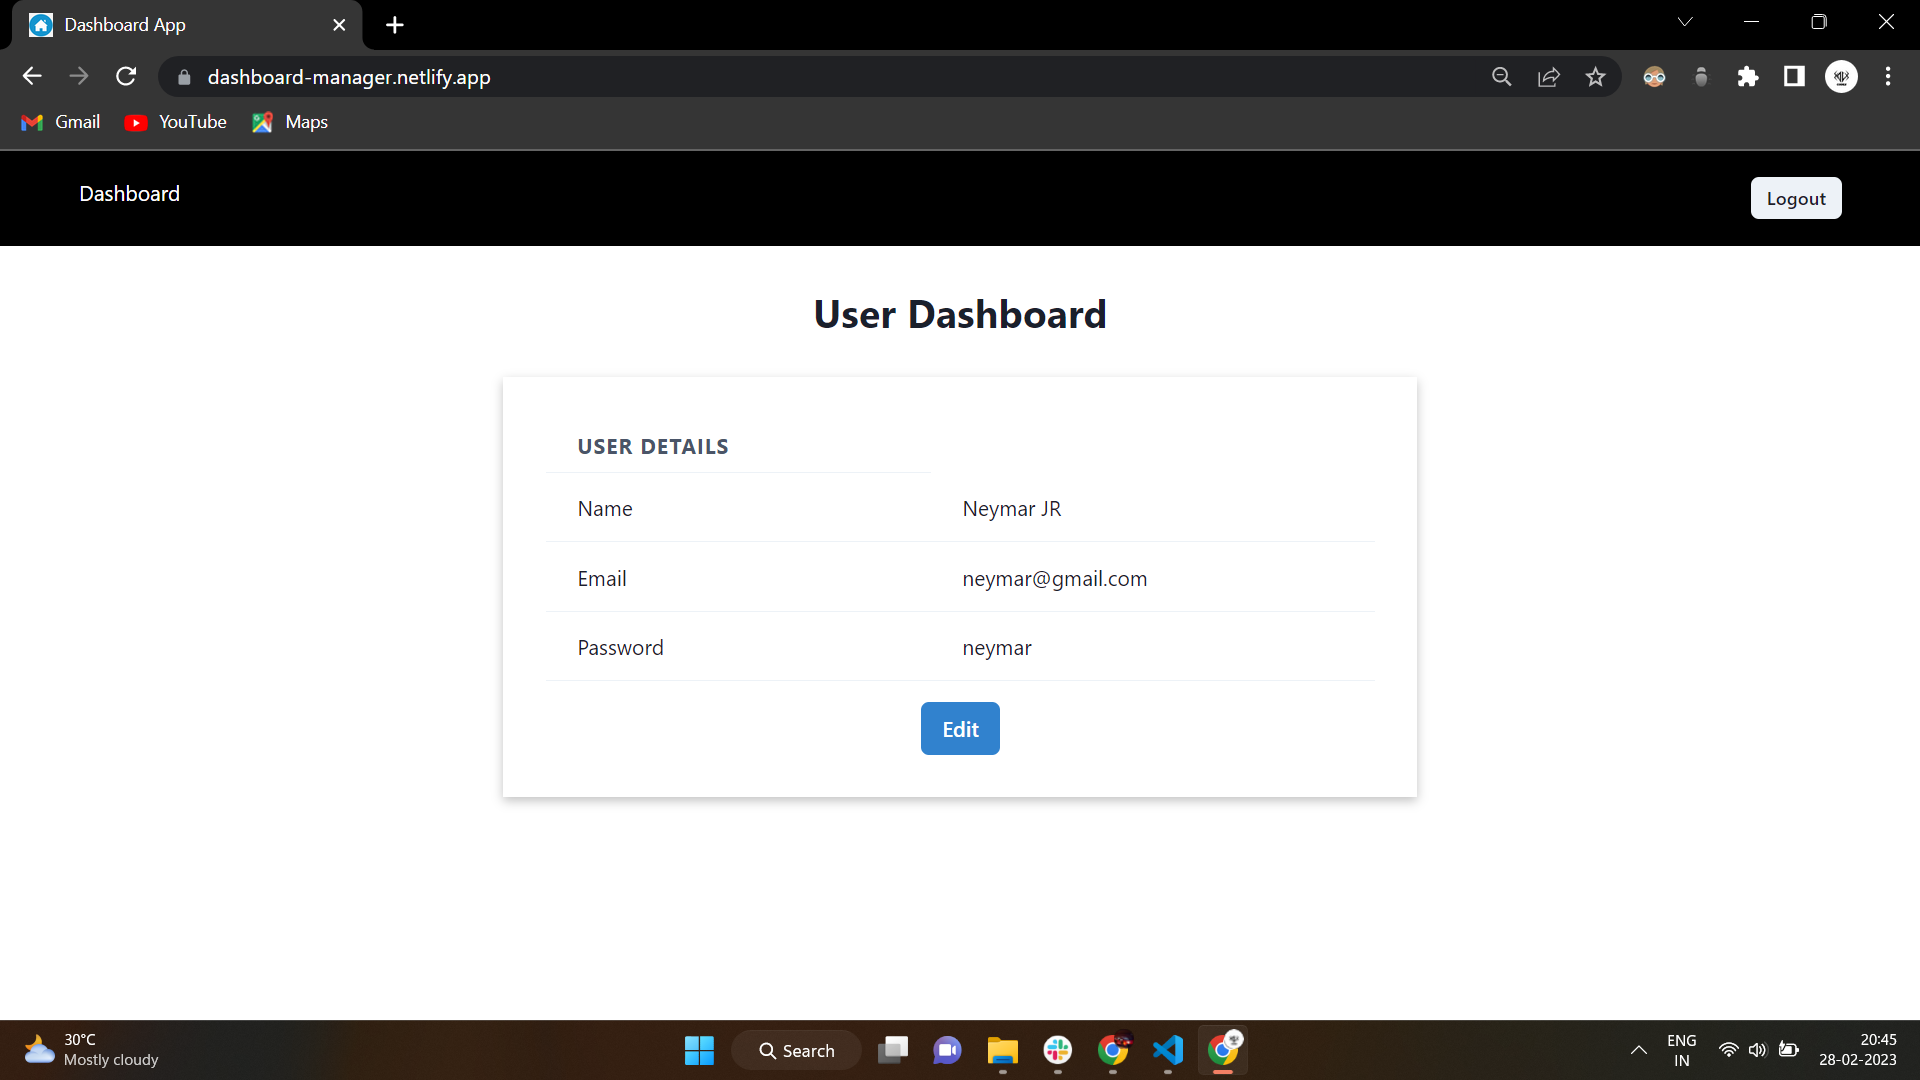 Dashboard App
dashboard-manager.netlify.app
Gmail YouTube Maps
Dashboard
Logout
User Dashboard
USER DETAILS
Name Neymar JR
Email neymar@gmail.com
Password neymar
Edit
30°C
Mostly cloudy
Search
ENG
IN
20:45
28-02-2023